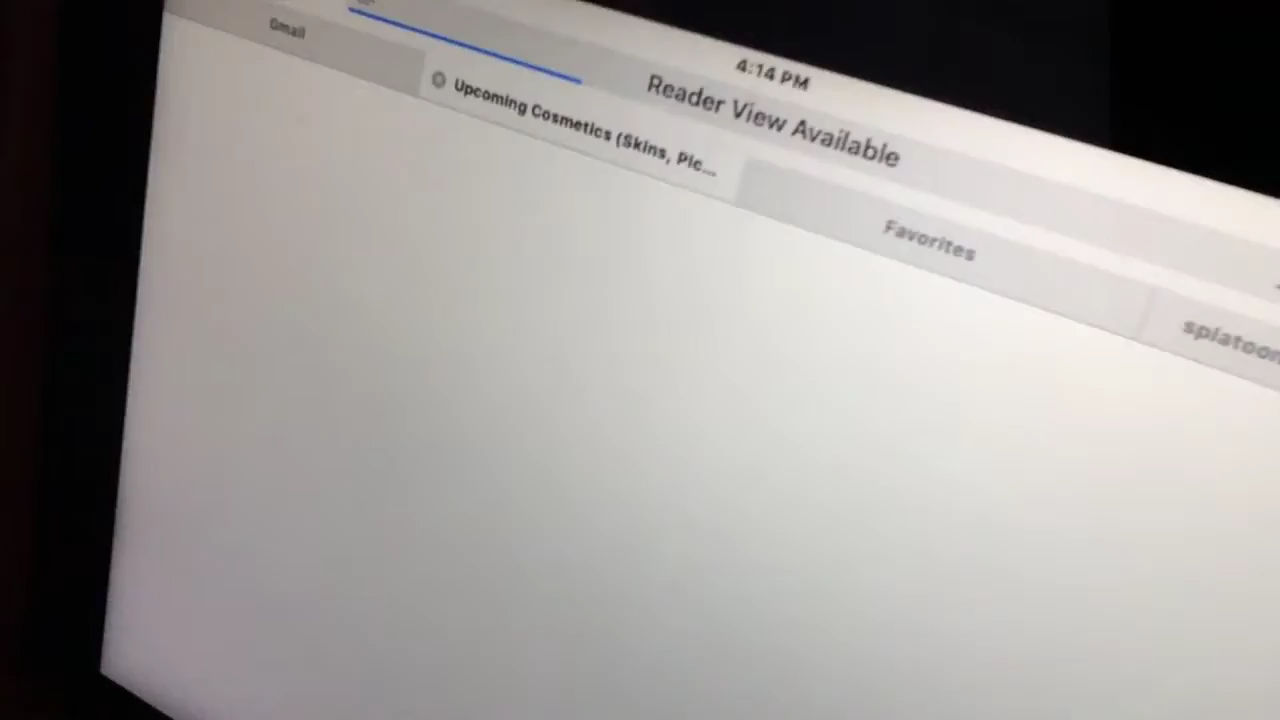 4:14 PM
Reader View Available
Gmail
Upcoming Cosmetics (Skins, Pic...
Favorites
splatoon